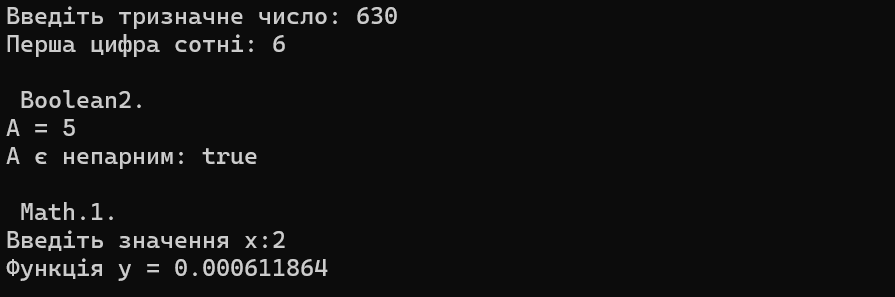 Введіть тризначне число: 630
Перша цифра сотні: 6
Boolean2.
A = 5
А є непарним: true
Math.1.
Введіть значення x:2
Функція y = 0.000611864